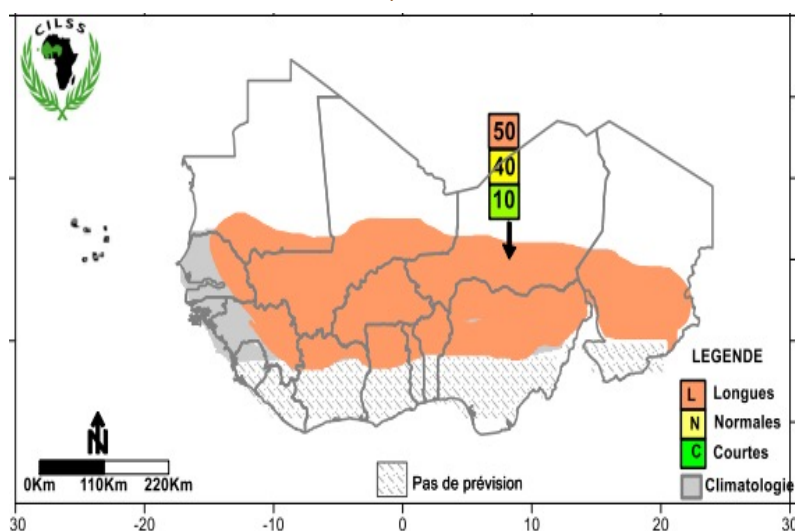 CILSS
50
40
10
LEGENDE
L Longues
N Normales
C Courtes
Climatologie
Pas de prévision
N
0Km 110Km 220Km
30 -20 -10 0 10 20 30